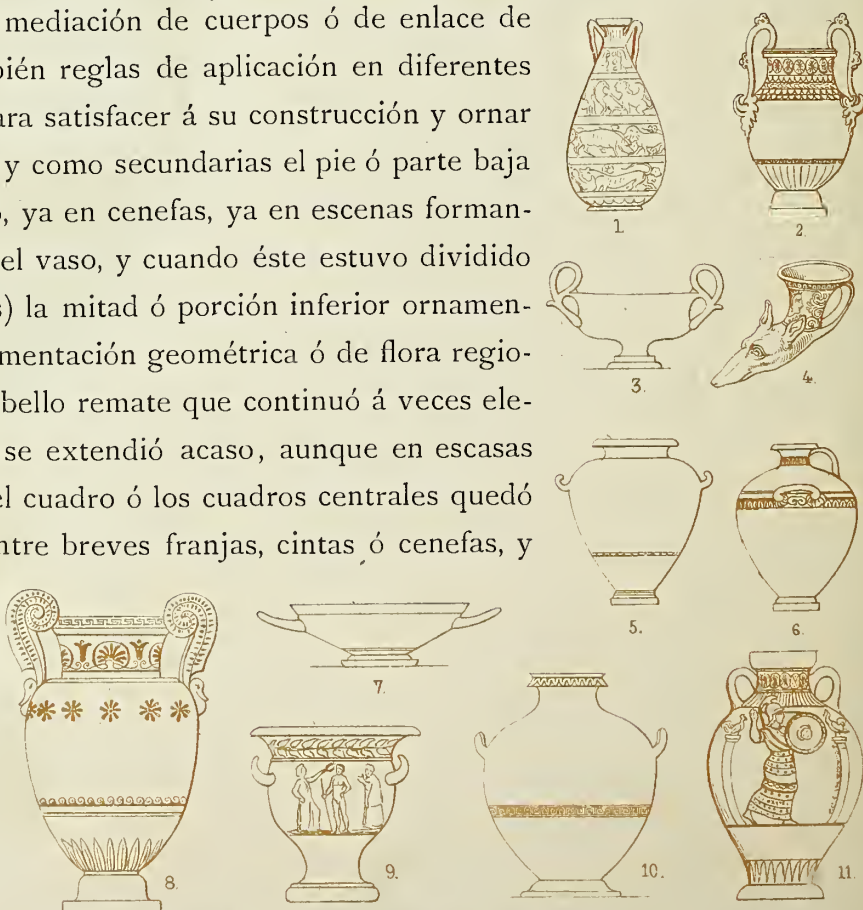 mediación de cuerpos ó de enlace de
bién reglas de aplicación en diferentes
ara satisfacer á su construcción y ornar
y como secundarias el pie ó parte baja
o, ya en cenefas, ya en escenas forman-
el vaso, y cuando éste estuvo dividido
s) la mitad ó porción inferior ornamen-
mentación geométrica ó de flora regio-
bello remate que continuó á veces ele-
se extendió acaso, aunque en escasas
el cuadro ó los cuadros centrales quedó
ntre breves franjas, cintas ó cenefas, y
1.
2.
3.
4.
5.
6.
7.
8.
9.
10.
11.